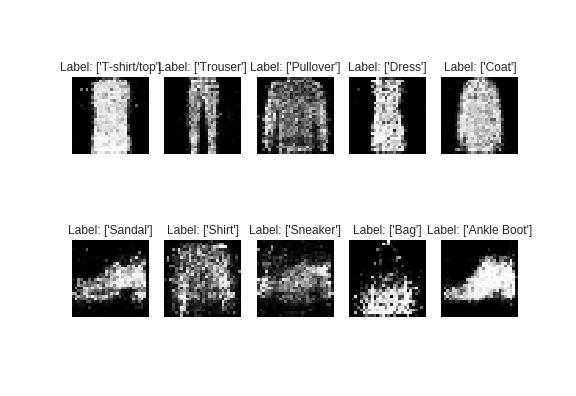 Label: ['T-shirt/top'] Label: ['Trouser'] Label: ['Pullover'] Label: ['Dress'] Label: ['Coat']
Label: ['Sandal'] Label: ['Shirt'] Label: ['Sneaker'] Label: ['Bag'] Label: ['Ankle Boot']